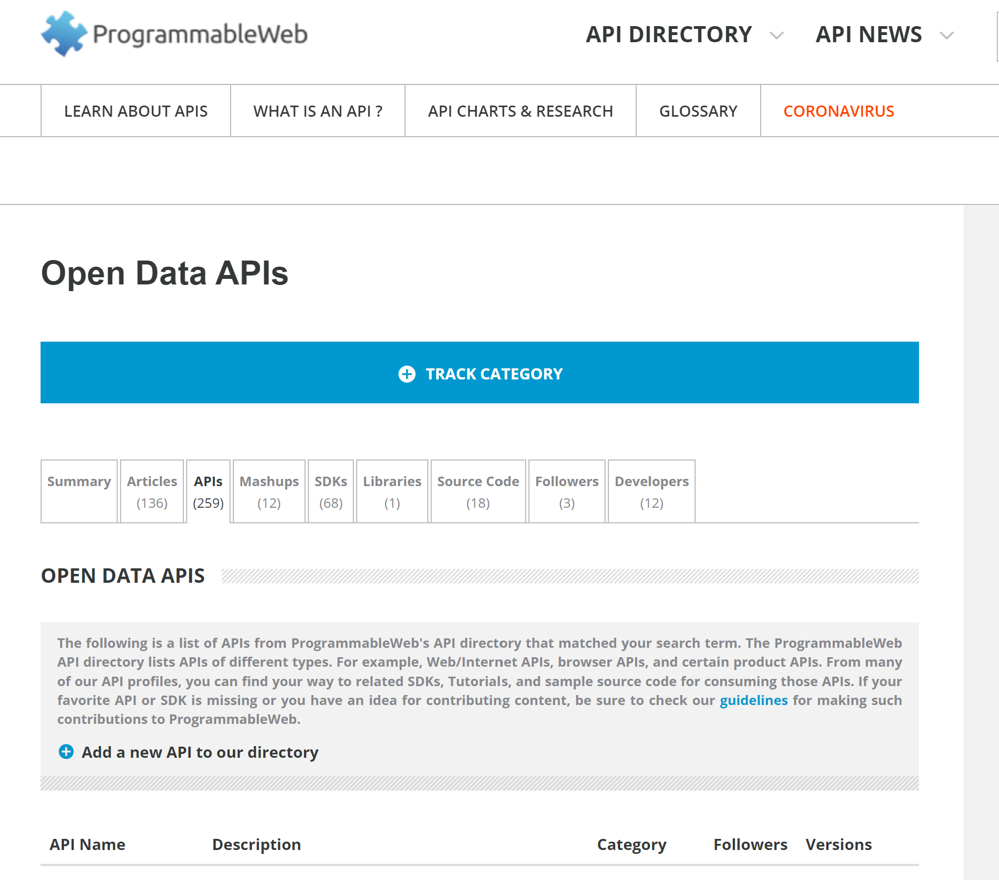 ProgrammableWeb
API DIRECTORY
API NEWS
LEARN ABOUT APIS
WHAT IS AN API ?
API CHARTS & RESEARCH
GLOSSARY
CORONAVIRUS
Open Data APIs
TRACK CATEGORY
Summary
Articles
(136)
APIs
(259)
Mashups
(12)
SDKs
(68)
Libraries
(1)
Source Code
(18)
Followers
(3)
Developers
(12)
OPEN DATA APIS
The following is a list of APIs from ProgrammableWeb's API directory that matched your search term. The ProgrammableWeb
API directory lists APIs of different types. For example, Web/Internet APIs, browser APIs, and certain product APIs. From many
of our API profiles, you can find your way to related SDKs, Tutorials, and sample source code for consuming those APIs. If your
favorite API or SDK is missing or you have an idea for contributing content, be sure to check our guidelines for making such
contributions to ProgrammableWeb.
Add a new API to our directory
API Name
Description
Category
Followers
Versions